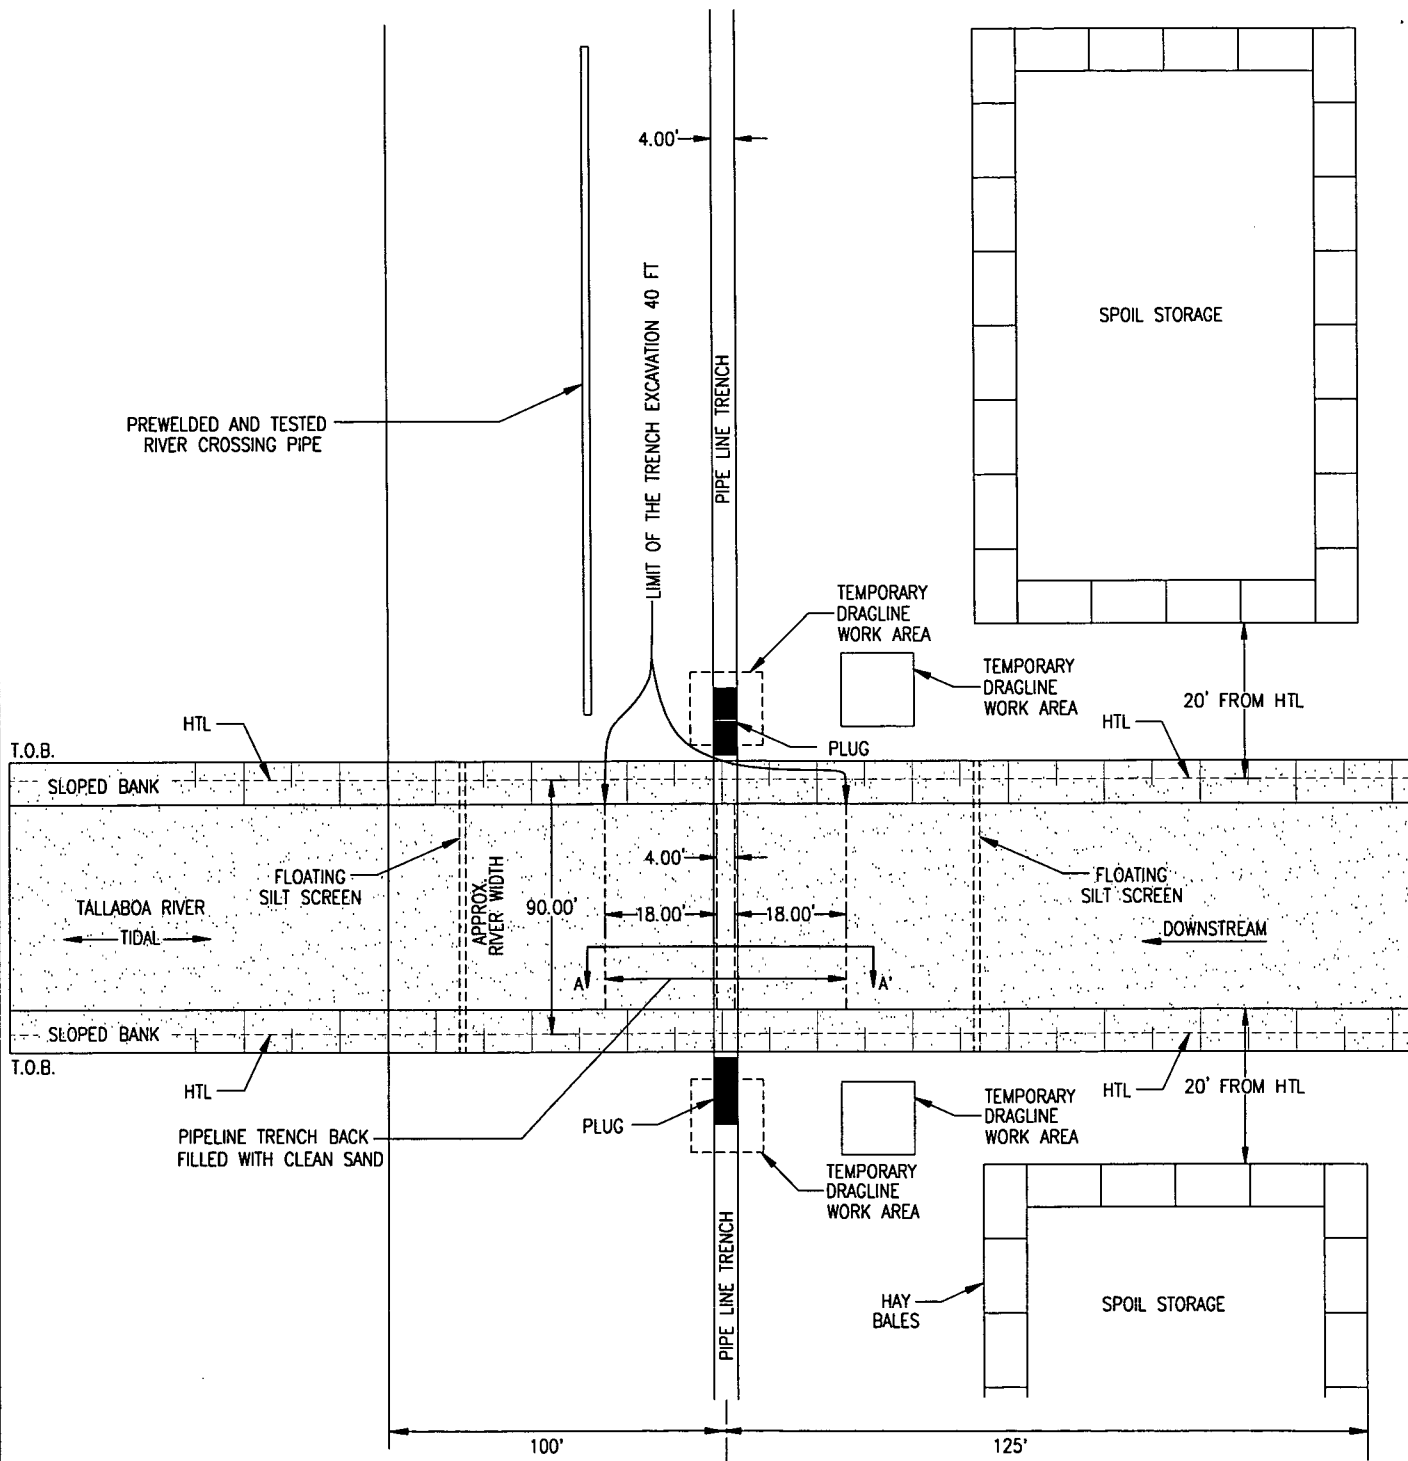 4.00'
LIMIT OF THE TRENCH EXCAVATION 40 FT
PIPE LINE TRENCH
SPOIL STORAGE
PREWELDED AND TESTED
RIVER CROSSING PIPE
TEMPORARY
DRAGLINE
WORK AREA
TEMPORARY
DRAGLINE
WORK AREA
20' FROM HTL
HTL
HTL
PLUG
T.O.B.
SLOPED BANK
4.00'
FLOATING
SILT SCREEN
APPROX.
RIVER WIDTH
90.00'
18.00'
18.00'
FLOATING
SILT SCREEN
TALLABOA RIVER
TIDAL
DOWNSTREAM
A
A'
SLOPED BANK
T.O.B.
HTL
HTL
20' FROM HTL
PLUG
TEMPORARY
DRAGLINE
WORK AREA
PIPELINE TRENCH BACK
FILLED WITH CLEAN SAND
TEMPORARY
DRAGLINE
WORK AREA
PIPE LINE TRENCH
HAY
BALES
SPOIL STORAGE
100'
125'